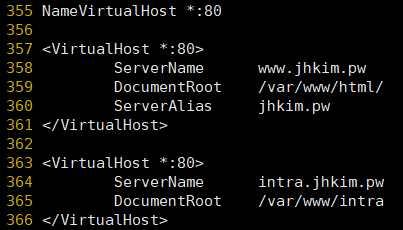 355 NameVirtualHost *:80
356
357 <VirtualHost *:80>
358         ServerName      www.jhkim.pw
359         DocumentRoot    /var/www/html/
360         ServerAlias     jhkim.pw
361 </VirtualHost>
362
363 <VirtualHost *:80>
364         ServerName      intra.jhkim.pw
365         DocumentRoot    /var/www/intra
366 </VirtualHost>